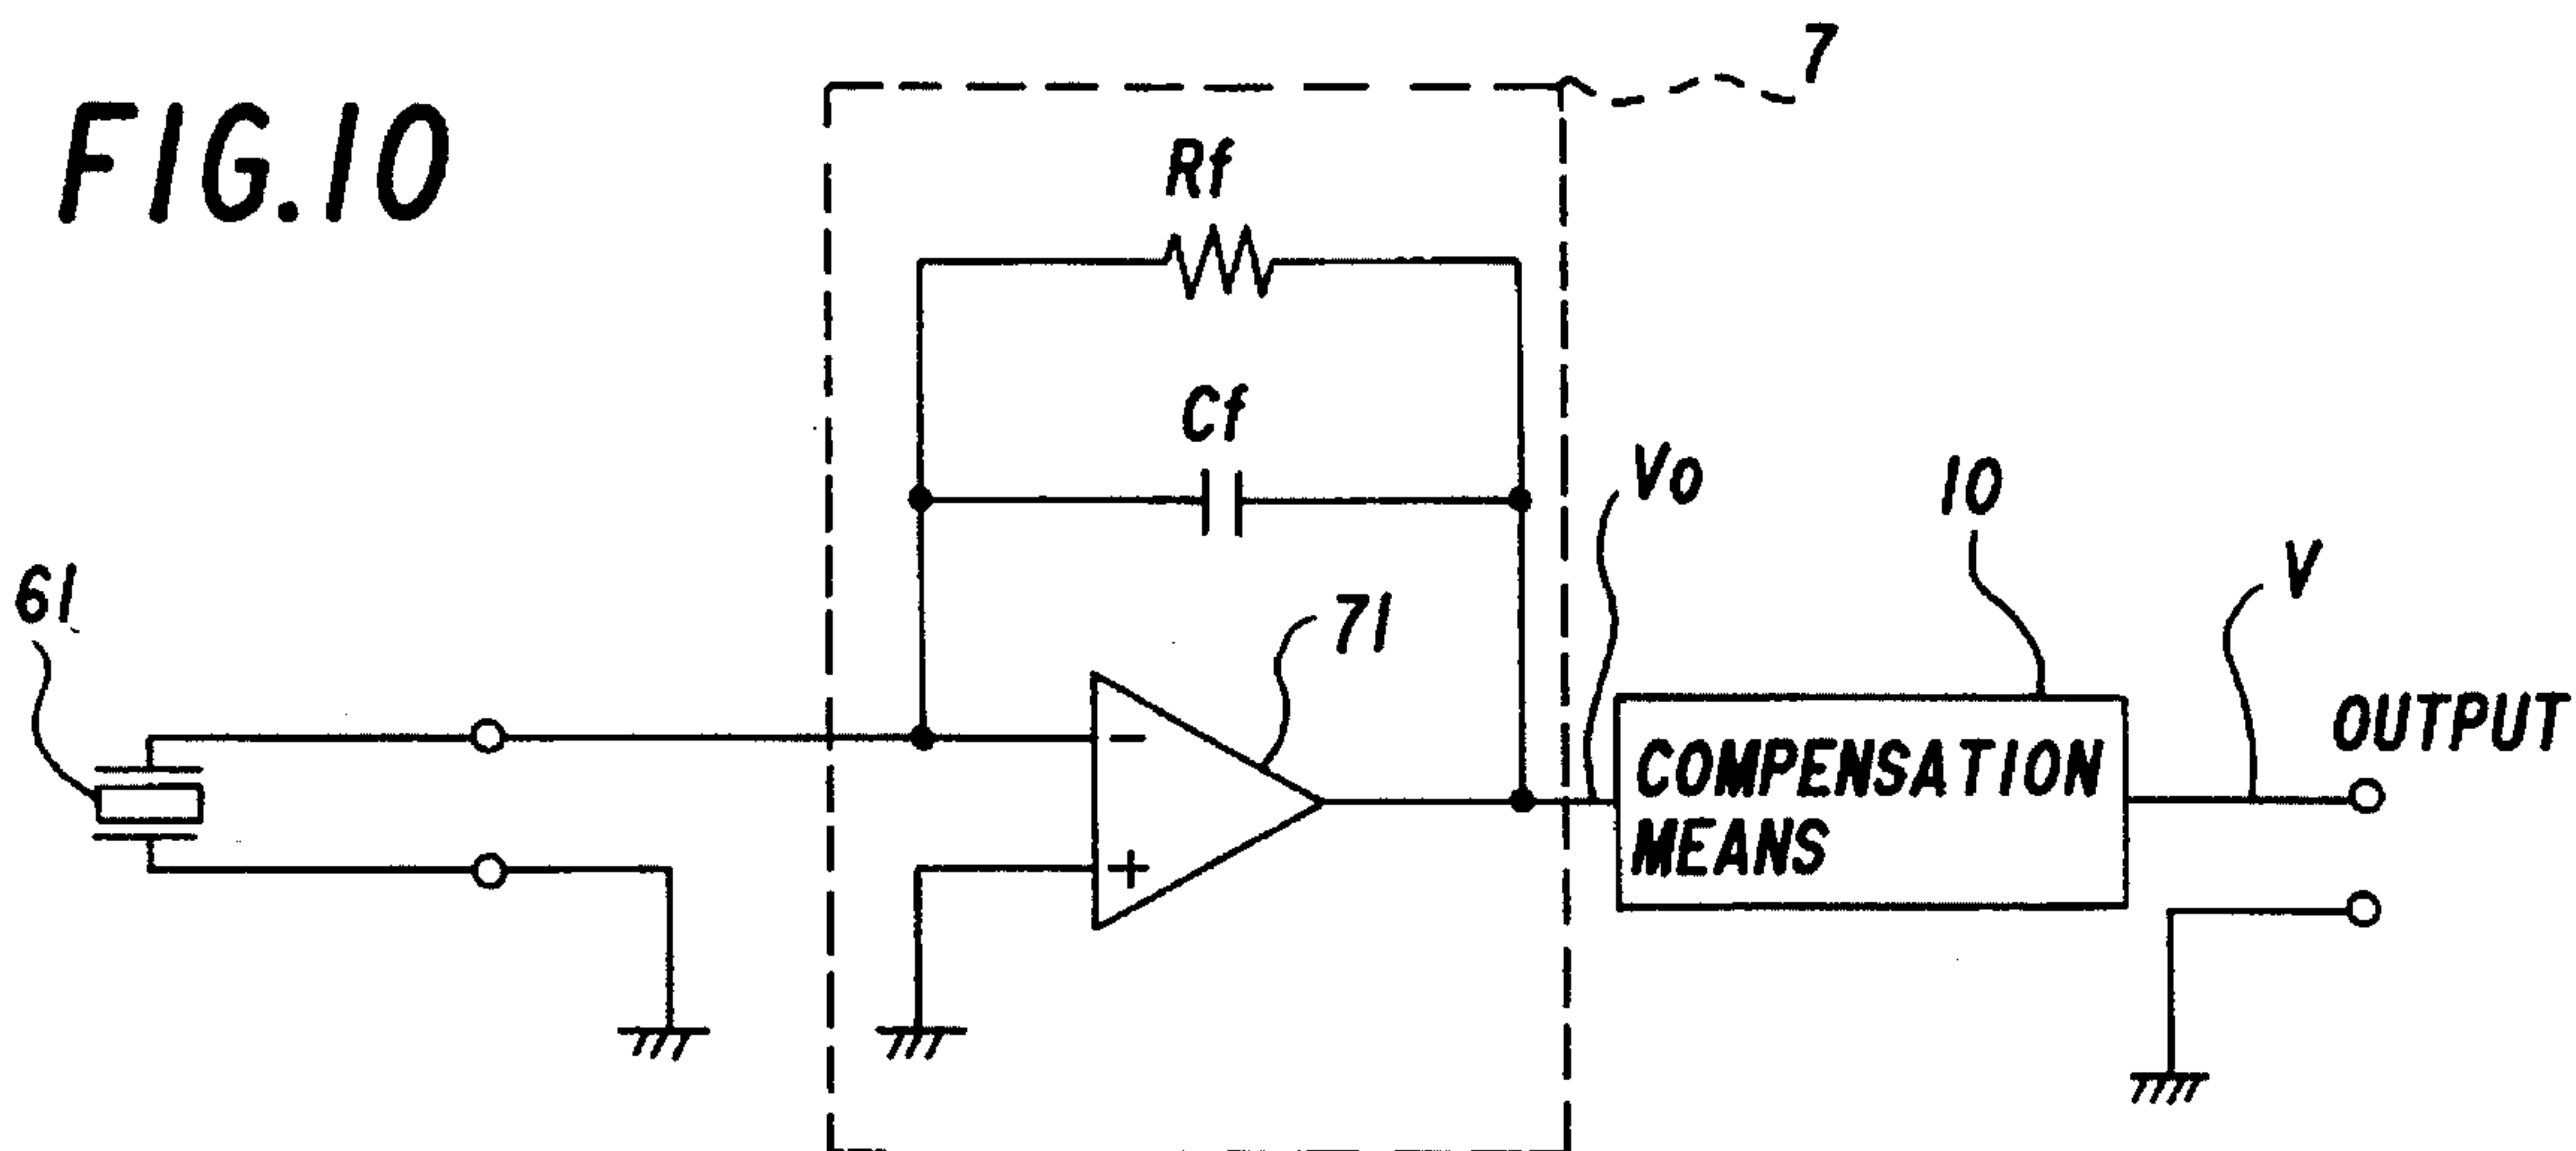 FIG.10
7
Rf
Cf
Vo
10
V
61
71
OUTPUT
COMPENSATION
MEANS
−
+